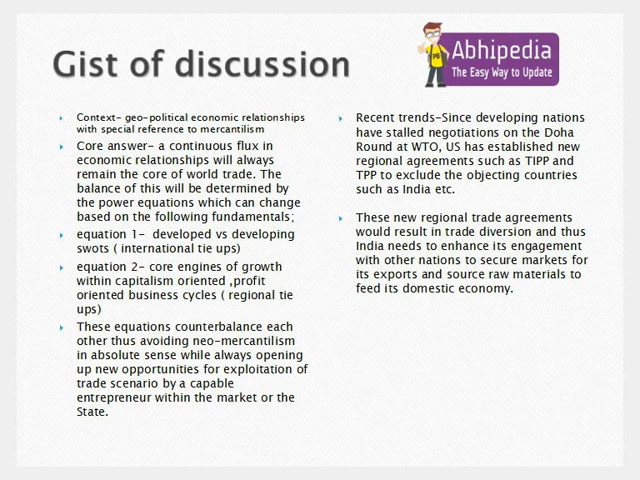 Gist of discussion
Abhipedia
The Easy Way to Update
Context- geo-political economic relationships
with special reference to mercantilism
Core answer- a continuous flux in
economic relationships will always
remain the core of world trade. The
balance of this will be determined by
the power equations which can change
based on the following fundamentals;
equation 1- developed vs developing
swots ( international tie ups)
equation 2- core engines of growth
within capitalism oriented ,profit
oriented business cycles ( regional tie
ups)
These equations counterbalance each
other thus avoiding neo-mercantilism
in absolute sense while always opening
up new opportunities for exploitation of
trade scenario by a capable
entrepreneur within the market or the
State.
Recent trends-Since developing nations
have stalled negotiations on the Doha
Round at WTO, US has established new
regional agreements such as TIPP and
TPP to exclude the objecting countries
such as India etc.
These new regional trade agreements
would result in trade diversion and thus
India needs to enhance its engagement
with other nations to secure markets for
its exports and source raw materials to
feed its domestic economy.